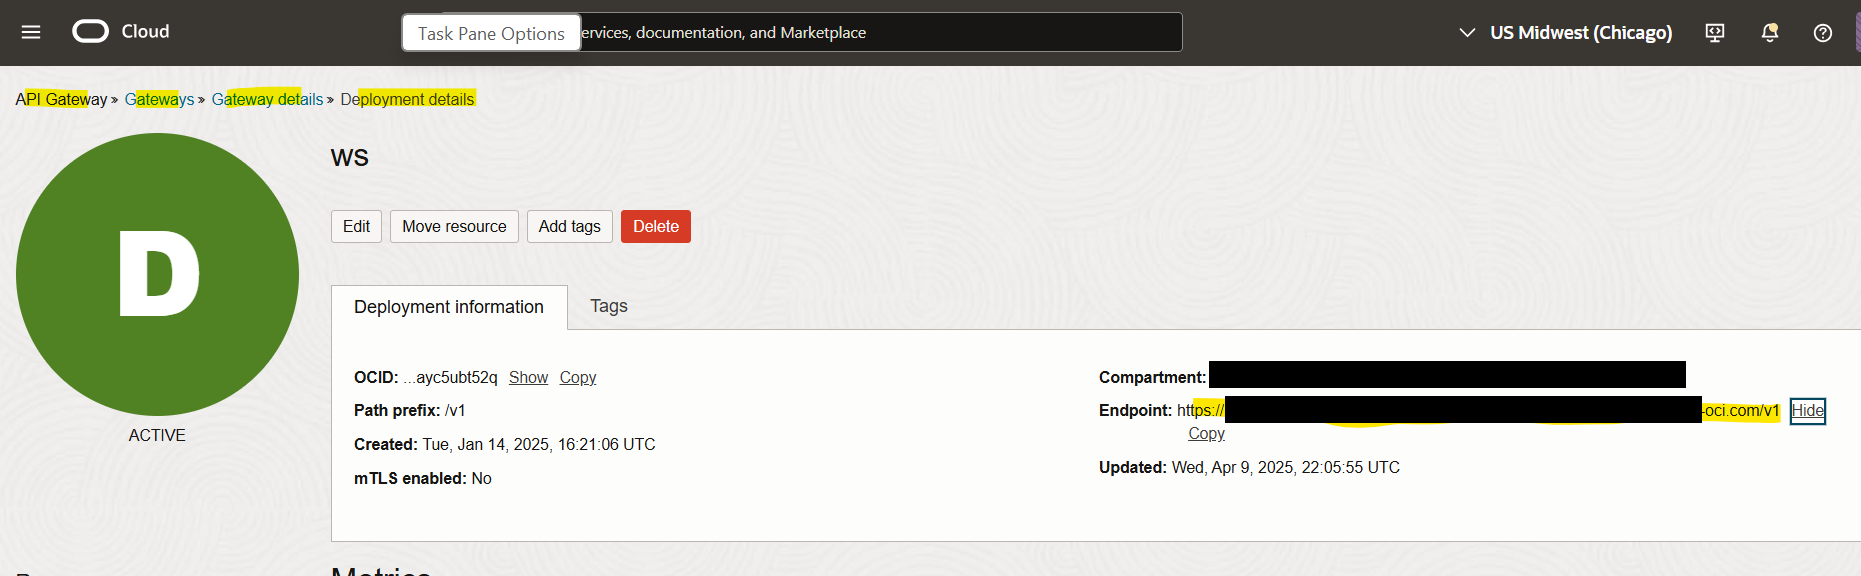 Cloud
Task Pane Options ervices, documentation, and Marketplace
US Midwest (Chicago)
API Gateway » Gateways » Gateway details » Deployment details
D
ACTIVE
ws
Edit Move resource Add tags Delete
Deployment information Tags
OCID: ...ayc5ubt52q Show Copy
Path prefix: /v1
Created: Tue, Jan 14, 2025, 16:21:06 UTC
mTLS enabled: No
Compartment:
Endpoint: https:// -oci.com/v1 Hide
Copy
Updated: Wed, Apr 9, 2025, 22:05:55 UTC
Metrics